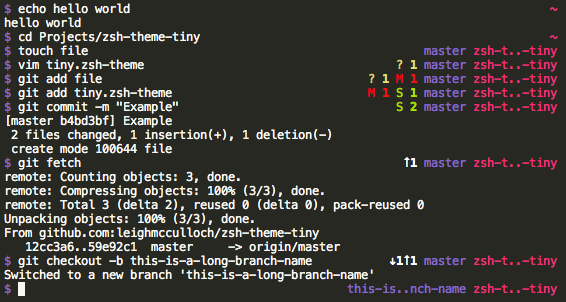 $ echo hello world ~
hello world
$ cd Projects/zsh-theme-tiny ~
$ touch file master zsh-t..-tiny
$ vim tiny.zsh-theme ? 1 master zsh-t..-tiny
$ git add file ? 1 M 1 master zsh-t..-tiny
$ git add tiny.zsh-theme M 1 S 1 master zsh-t..-tiny
$ git commit -m "Example" S 2 master zsh-t..-tiny
[master b4bd3bf] Example
2 files changed, 1 insertion(+), 1 deletion(-)
create mode 100644 file
$ git fetch ↑1 master zsh-t..-tiny
remote: Counting objects: 3, done.
remote: Compressing objects: 100% (3/3), done.
remote: Total 3 (delta 2), reused 0 (delta 0), pack-reused 0
Unpacking objects: 100% (3/3), done.
From github.com:leighmcculloch/zsh-theme-tiny
12cc3a6..59e92c1 master -> origin/master
$ git checkout -b this-is-a-long-branch-name ↓1↑1 master zsh-t..-tiny
Switched to a new branch 'this-is-a-long-branch-name'
$ this-is..nch-name zsh-t..-tiny